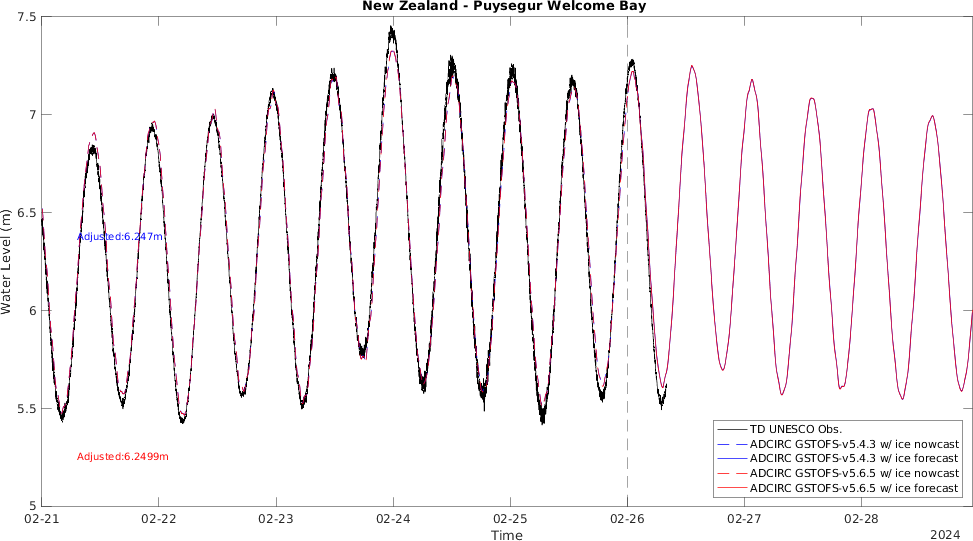 New Zealand - Puysegur Welcome Bay
7.5
7
6.5
6
5.5
5
Water Level (m)
Adjusted:6.247m
Adjusted:6.2499m
TD UNESCO Obs.
ADCIRC GSTOFS-v5.4.3 w/ ice nowcast
ADCIRC GSTOFS-v5.4.3 w/ ice forecast
ADCIRC GSTOFS-v5.6.5 w/ ice nowcast
ADCIRC GSTOFS-v5.6.5 w/ ice forecast
02-21 02-22 02-23 02-24 02-25 02-26 02-27 02-28
Time
2024